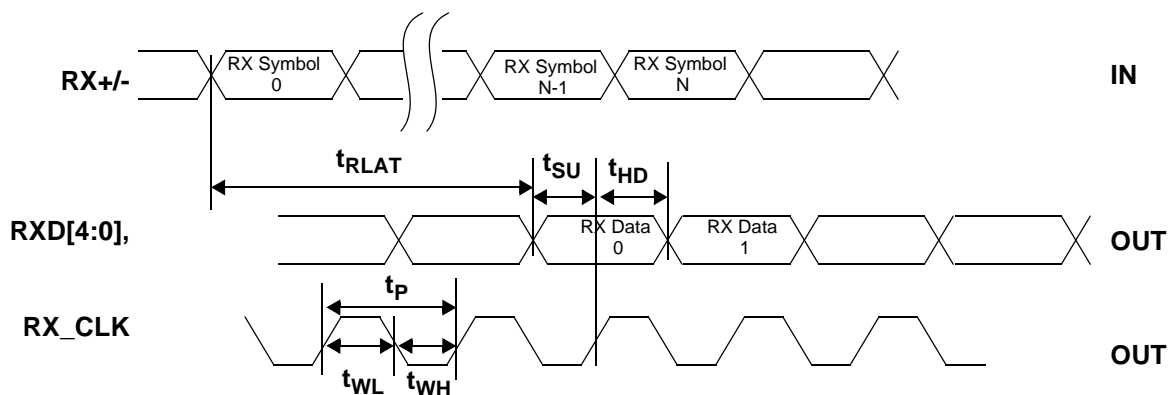 RX+/-
RX Symbol
0
RX Symbol
N-1
RX Symbol
N
IN
tRLAT
tSU
tHD
RXD[4:0],
RX Data
0
RX Data
1
OUT
tP
RX_CLK
OUT
tWL
tWH